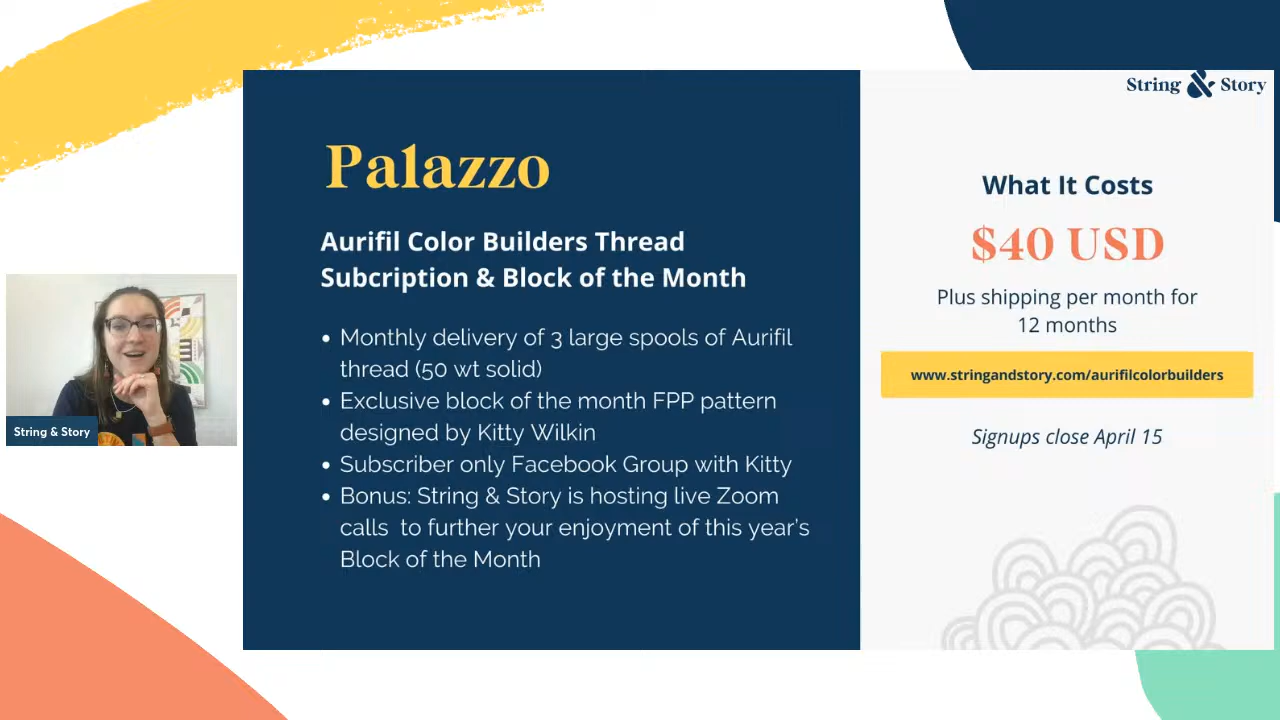 String & Story
Palazzo
Aurifil Color Builders Thread
Subcription & Block of the Month
• Monthly delivery of 3 large spools of Aurifil
thread (50 wt solid)
• Exclusive block of the month FPP pattern
designed by Kitty Wilkin
• Subscriber only Facebook Group with Kitty
• Bonus: String & Story is hosting live Zoom
calls to further your enjoyment of this year's
Block of the Month
What It Costs
$40 USD
Plus shipping per month for
12 months
www.stringandstory.com/aurifilcolorbuilders
Signups close April 15
String & Story